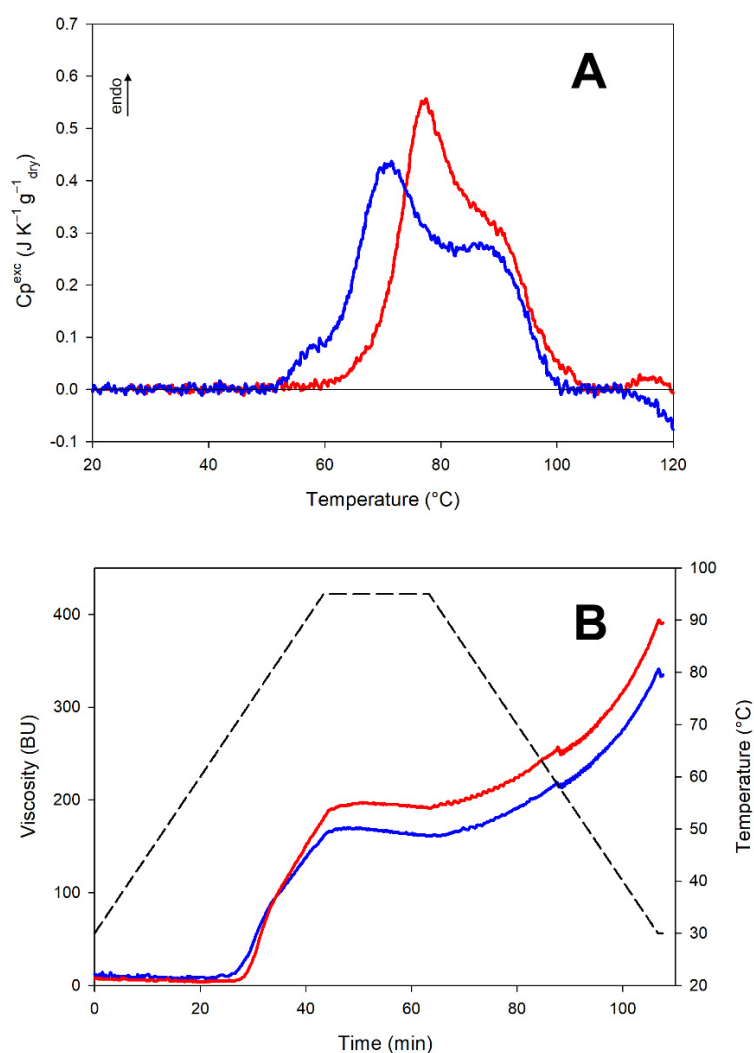 A
endo
Cp^exc (J K⁻¹ g⁻¹_dry)
0.7
0.6
0.5
0.4
0.3
0.2
0.1
0.0
-0.1
20 40 60 80 100 120
Temperature (°C)
B
Viscosity (BU)
400
300
200
100
0
100
90
80
70
60
50
40
30
20
Temperature (°C)
0 20 40 60 80 100
Time (min)